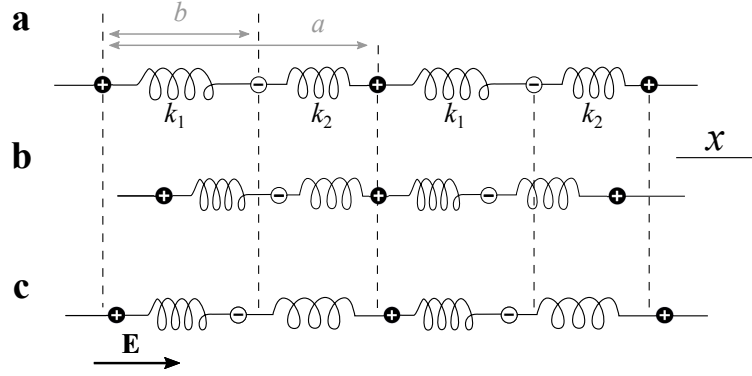 a
b
a
+ − + − +
k1 k2 k1 k2
x
b
+ − + − +
c
+ − + − +
E